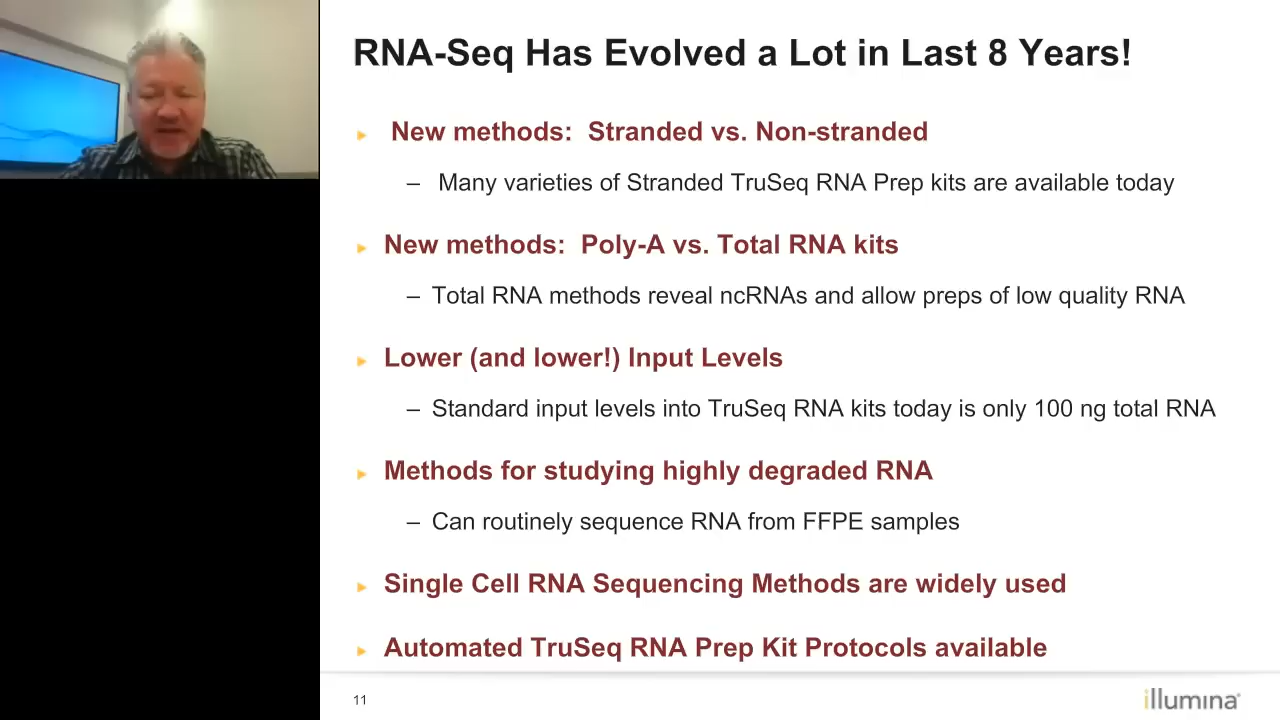 RNA-Seq Has Evolved a Lot in Last 8 Years!
New methods:  Stranded vs. Non-stranded
– Many varieties of Stranded TruSeq RNA Prep kits are available today
New methods:  Poly-A vs. Total RNA kits
– Total RNA methods reveal ncRNAs and allow preps of low quality RNA
Lower (and lower!) Input Levels
– Standard input levels into TruSeq RNA kits today is only 100 ng total RNA
Methods for studying highly degraded RNA
– Can routinely sequence RNA from FFPE samples
Single Cell RNA Sequencing Methods are widely used
Automated TruSeq RNA Prep Kit Protocols available
11
illumina®